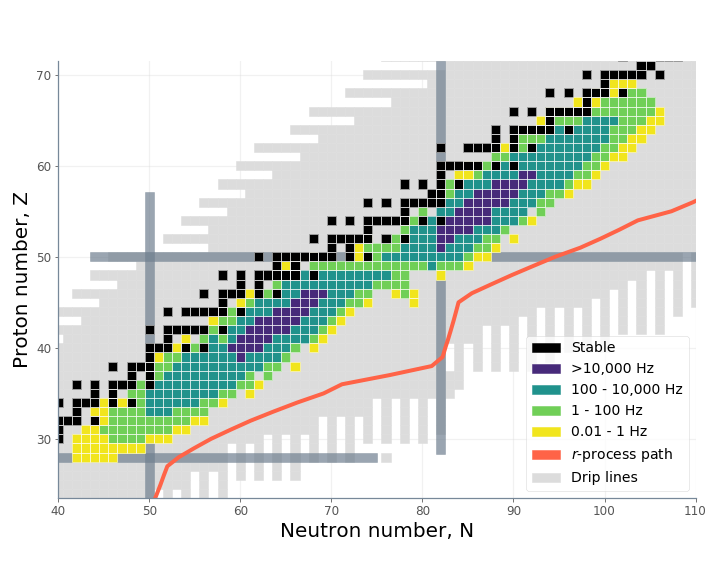 Proton number, Z
70
60
50
40
30
40
50
60
70
80
90
100
110
Neutron number, N
Stable
>10,000 Hz
100 - 10,000 Hz
1 - 100 Hz
0.01 - 1 Hz
r-process path
Drip lines